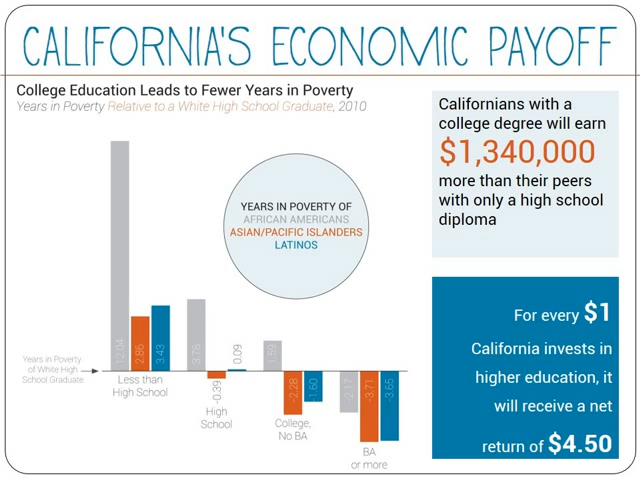 CALIFORNIA'S ECONOMIC PAYOFF
College Education Leads to Fewer Years in Poverty
Years in Poverty Relative to a White High School Graduate, 2010
YEARS IN POVERTY OF
AFRICAN AMERICANS
ASIAN/PACIFIC ISLANDERS
LATINOS
12.04
2.86
3.43
3.76
-0.39
0.09
1.59
-2.28
-1.60
-2.17
-3.71
-3.65
Years in Poverty
of White High
School Graduate
Less than
High School
High
School
College,
No BA
BA
or more
Californians with a
college degree will earn
$1,340,000
more than their peers
with only a high school
diploma
For every $1
California invests in
higher education, it
will receive a net
return of $4.50